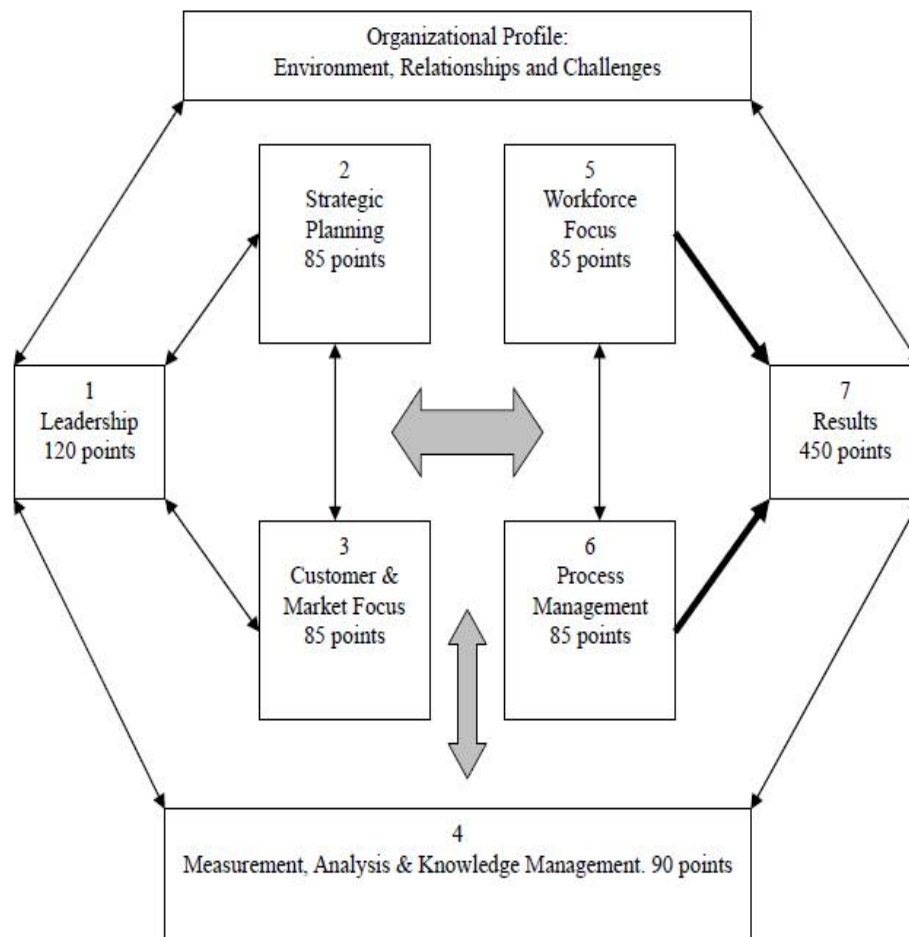 Organizational Profile:
Environment, Relationships and Challenges
2
Strategic
Planning
85 points
5
Workforce
Focus
85 points
1
Leadership
120 points
7
Results
450 points
3
Customer &
Market Focus
85 points
6
Process
Management
85 points
4
Measurement, Analysis & Knowledge Management. 90 points